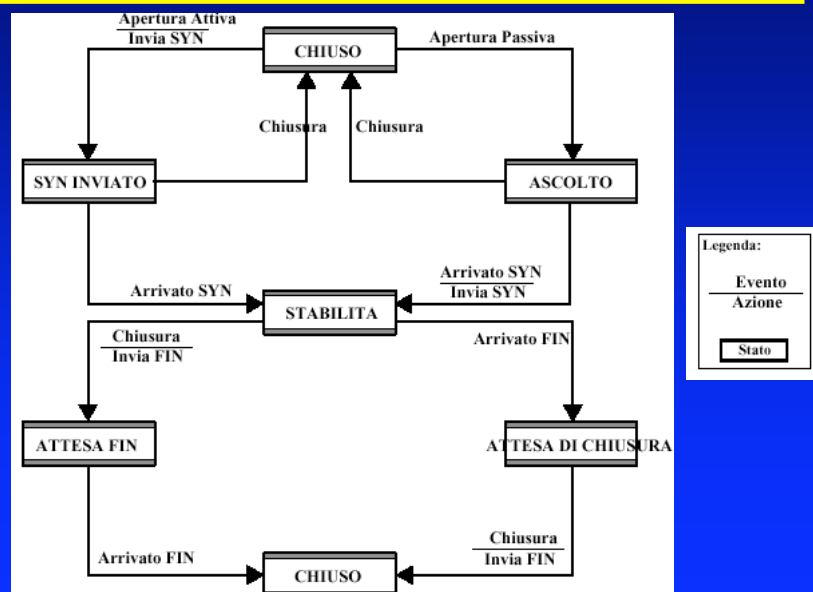 Apertura Attiva
Invia SYN
CHIUSO
Apertura Passiva
Chiusura
Chiusura
SYN INVIATO
ASCOLTO
Arrivato SYN
Arrivato SYN
Invia SYN
STABILITA
Chiusura
Invia FIN
Arrivato FIN
ATTESA FIN
ATTESA DI CHIUSURA
Arrivato FIN
Chiusura
Invia FIN
CHIUSO
Legenda:
Evento
Azione
Stato